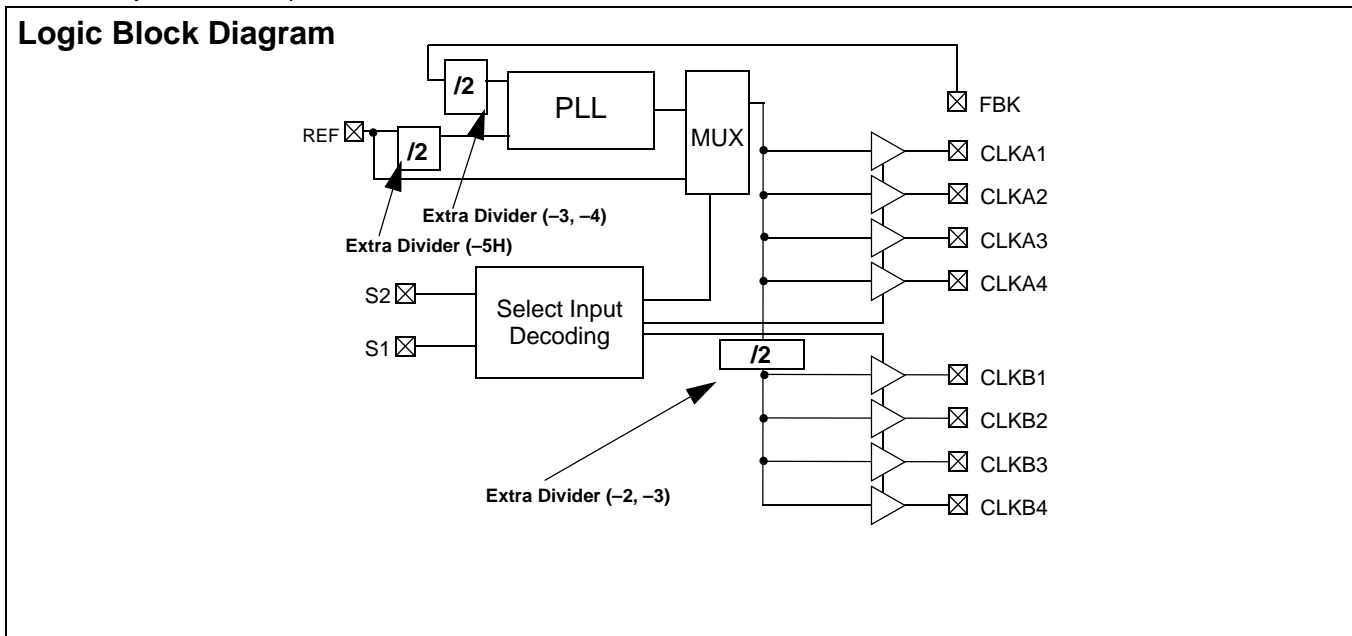 Logic Block Diagram
/2
PLL
MUX
FBK
REF
/2
CLKA1
CLKA2
CLKA3
CLKA4
Extra Divider (–3, –4)
Extra Divider (–5H)
S2
S1
Select Input
Decoding
/2
CLKB1
CLKB2
CLKB3
CLKB4
Extra Divider (–2, –3)